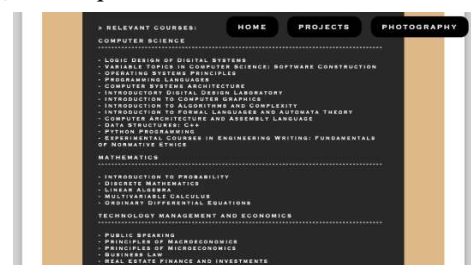 > RELEVANT COURSES:
HOME
PROJECTS
PHOTOGRAPHY
COMPUTER SCIENCE
- LOGIC DESIGN OF DIGITAL SYSTEMS
- VARIABLE TOPICS IN COMPUTER SCIENCE: SOFTWARE CONSTRUCTION
- OPERATING SYSTEMS PRINCIPLES
- PROGRAMMING LANGUAGES
- COMPUTER SYSTEMS ARCHITECTURE
- INTRODUCTORY DIGITAL DESIGN LABORATORY
- INTRODUCTION TO COMPUTER GRAPHICS
- INTRODUCTION TO ALGORITHMS AND COMPLEXITY
- INTRODUCTION TO FORMAL LANGUAGES AND AUTOMATA THEORY
- COMPUTER ARCHITECTURE AND ASSEMBLY LANGUAGE
- DATA STRUCTURES: C++
- PYTHON PROGRAMMING
- EXPERIMENTAL COURSES IN ENGINEERING WRITING: FUNDAMENTALS
OF NORMATIVE ETHICS
MATHEMATICS
- INTRODUCTION TO PROBABILITY
- DISCRETE MATHEMATICS
- LINEAR ALGEBRA
- MULTIVARIABLE CALCULUS
- ORDINARY DIFFERENTIAL EQUATIONS
TECHNOLOGY MANAGEMENT AND ECONOMICS
- PUBLIC SPEAKING
- PRINCIPLES OF MACROECONOMICS
- PRINCIPLES OF MICROECONOMICS
- BUSINESS LAW
- REAL ESTATE FINANCE AND INVESTMENTS